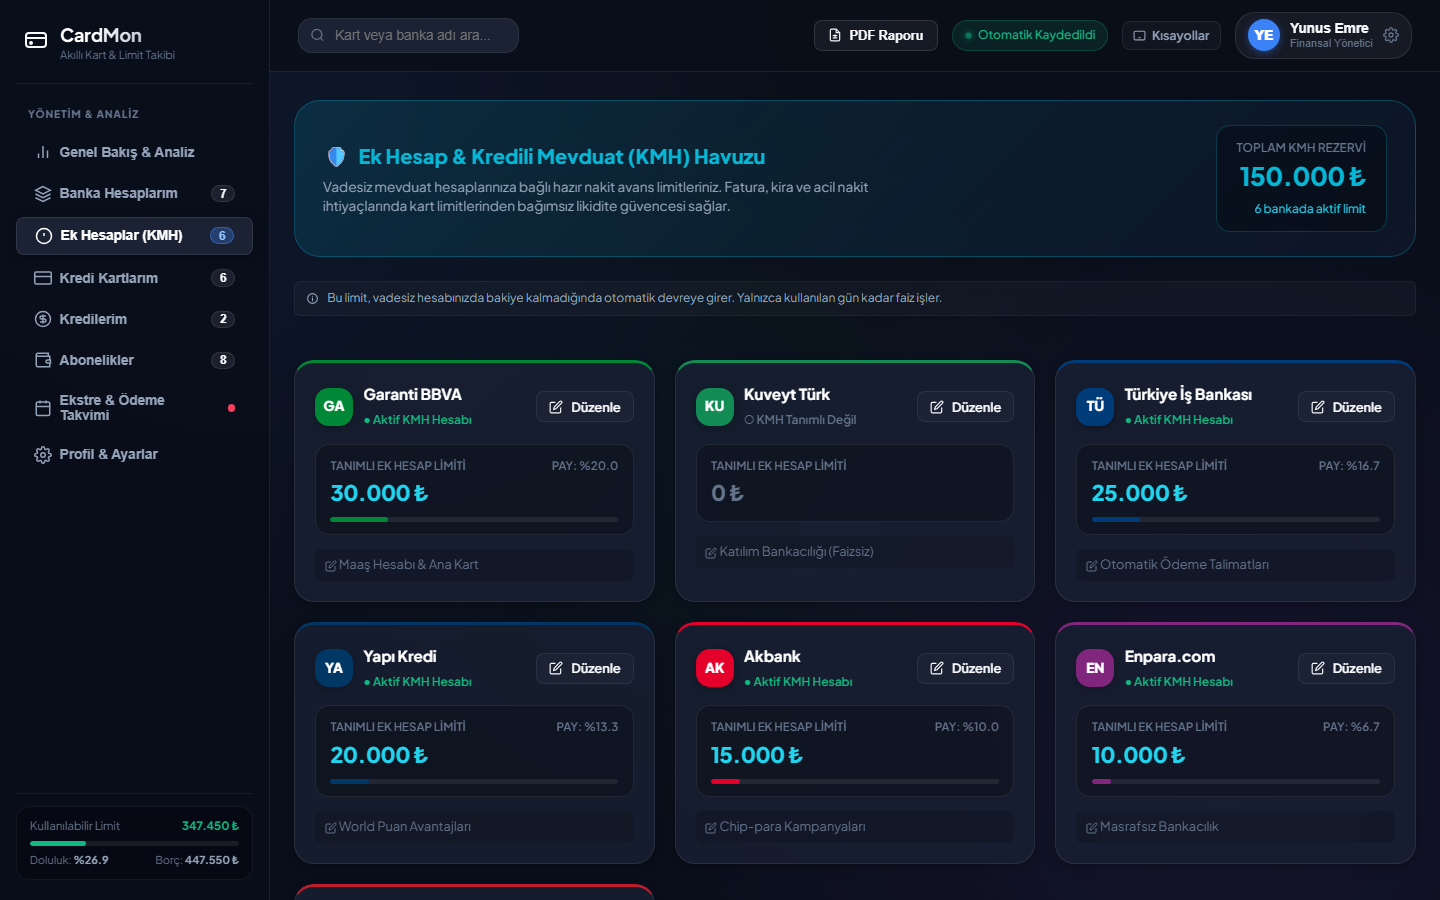 CardMon
Akıllı Kart & Limit Takibi
YÖNETİM & ANALİZ
Genel Bakış & Analiz
Banka Hesaplarım 7
Ek Hesaplar (KMH) 6
Kredi Kartlarım 6
Kredilerim 2
Abonelikler 8
Ekstre & Ödeme
Takvimi
Profil & Ayarlar
Kullanılabilir Limit 347.450 ₺
Doluluk: %26.9 Borç: 447.550 ₺
Kart veya banka adı ara...
PDF Raporu
Otomatik Kaydedildi
Kısayollar
YE
Yunus Emre
Finansal Yönetici
Ek Hesap & Kredili Mevduat (KMH) Havuzu
Vadesiz mevduat hesaplarınıza bağlı hazır nakit avans limitleriniz. Fatura, kira ve acil nakit
ihtiyaçlarında kart limitlerinden bağımsız likidite güvencesi sağlar.
TOPLAM KMH REZERVİ
150.000 ₺
6 bankada aktif limit
Bu limit, vadesiz hesabınızda bakiye kalmadığında otomatik devreye girer. Yalnızca kullanılan gün kadar faiz işler.
GA
Garanti BBVA
● Aktif KMH Hesabı
Düzenle
TANIMLI EK HESAP LİMİTİ PAY: %20.0
30.000 ₺
Maaş Hesabı & Ana Kart
KU
Kuveyt Türk
○ KMH Tanımlı Değil
Düzenle
TANIMLI EK HESAP LİMİTİ
0 ₺
Katılım Bankacılığı (Faizsiz)
TÜ
Türkiye İş Bankası
● Aktif KMH Hesabı
Düzenle
TANIMLI EK HESAP LİMİTİ PAY: %16.7
25.000 ₺
Otomatik Ödeme Talimatları
YA
Yapı Kredi
● Aktif KMH Hesabı
Düzenle
TANIMLI EK HESAP LİMİTİ PAY: %13.3
20.000 ₺
World Puan Avantajları
AK
Akbank
● Aktif KMH Hesabı
Düzenle
TANIMLI EK HESAP LİMİTİ PAY: %10.0
15.000 ₺
Chip-para Kampanyaları
EN
Enpara.com
● Aktif KMH Hesabı
Düzenle
TANIMLI EK HESAP LİMİTİ PAY: %6.7
10.000 ₺
Masrafsız Bankacılık